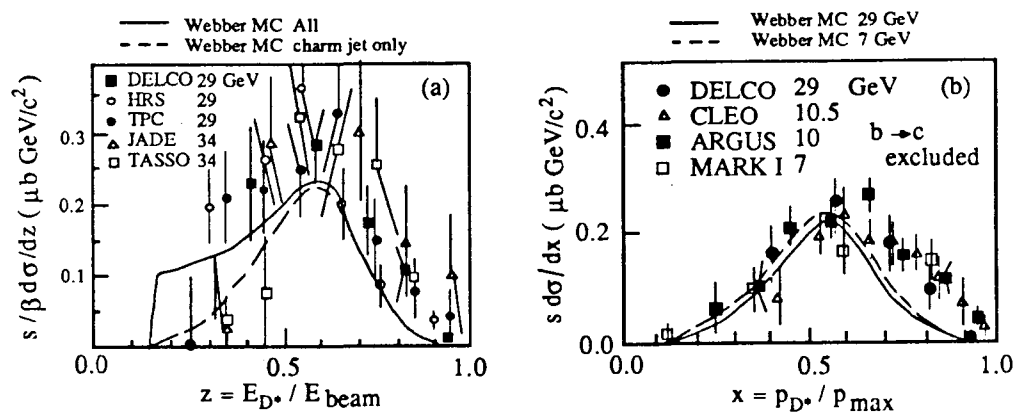 Webber MC All
Webber MC charm jet only
(a)
DELCO 29 GeV
HRS 29
TPC 29
JADE 34
TASSO 34
0.3
0.2
0.1
0.0
0.5
1.0
s/β dσ/dz ( μb GeV/c²)
z = E_D* / E_beam
Webber MC 29 GeV
Webber MC 7 GeV
(b)
DELCO 29 GeV
CLEO 10.5
ARGUS 10
MARK I 7
b → c
excluded
0.4
0.2
0.0
0.0
0.5
1.0
s dσ/dx ( μb GeV/c²)
x = p_D* / p_max